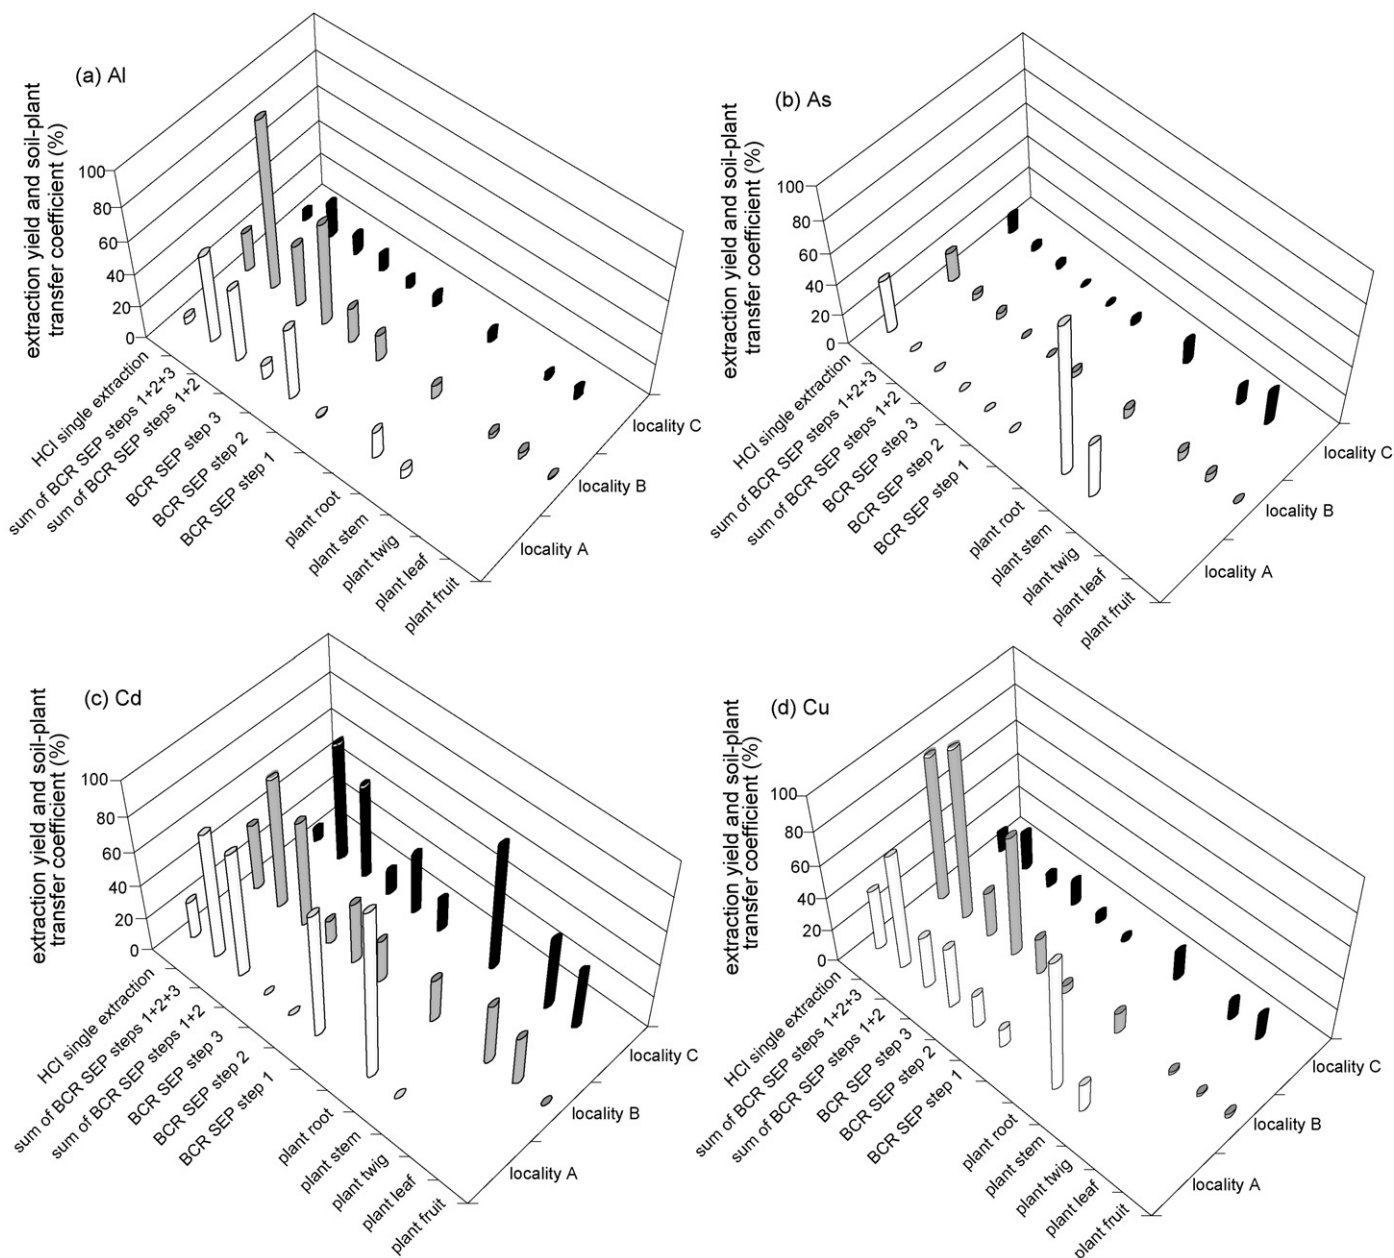 (a) Al
extraction yield and soil-plant
transfer coefficient (%)
100
80
60
40
20
0
HCl single extraction
sum of BCR SEP steps 1+2+3
sum of BCR SEP steps 1+2
BCR SEP step 3
BCR SEP step 2
BCR SEP step 1
plant root
plant stem
plant twig
plant leaf
plant fruit
locality A
locality B
locality C
(b) As
extraction yield and soil-plant
transfer coefficient (%)
100
80
60
40
20
0
HCl single extraction
sum of BCR SEP steps 1+2+3
sum of BCR SEP steps 1+2
BCR SEP step 3
BCR SEP step 2
BCR SEP step 1
plant root
plant stem
plant twig
plant leaf
plant fruit
locality A
locality B
locality C
(c) Cd
extraction yield and soil-plant
transfer coefficient (%)
100
80
60
40
20
0
HCl single extraction
sum of BCR SEP steps 1+2+3
sum of BCR SEP steps 1+2
BCR SEP step 3
BCR SEP step 2
BCR SEP step 1
plant root
plant stem
plant twig
plant leaf
plant fruit
locality A
locality B
locality C
(d) Cu
extraction yield and soil-plant
transfer coefficient (%)
100
80
60
40
20
0
HCl single extraction
sum of BCR SEP steps 1+2+3
sum of BCR SEP steps 1+2
BCR SEP step 3
BCR SEP step 2
BCR SEP step 1
plant root
plant stem
plant twig
plant leaf
plant fruit
locality A
locality B
locality C